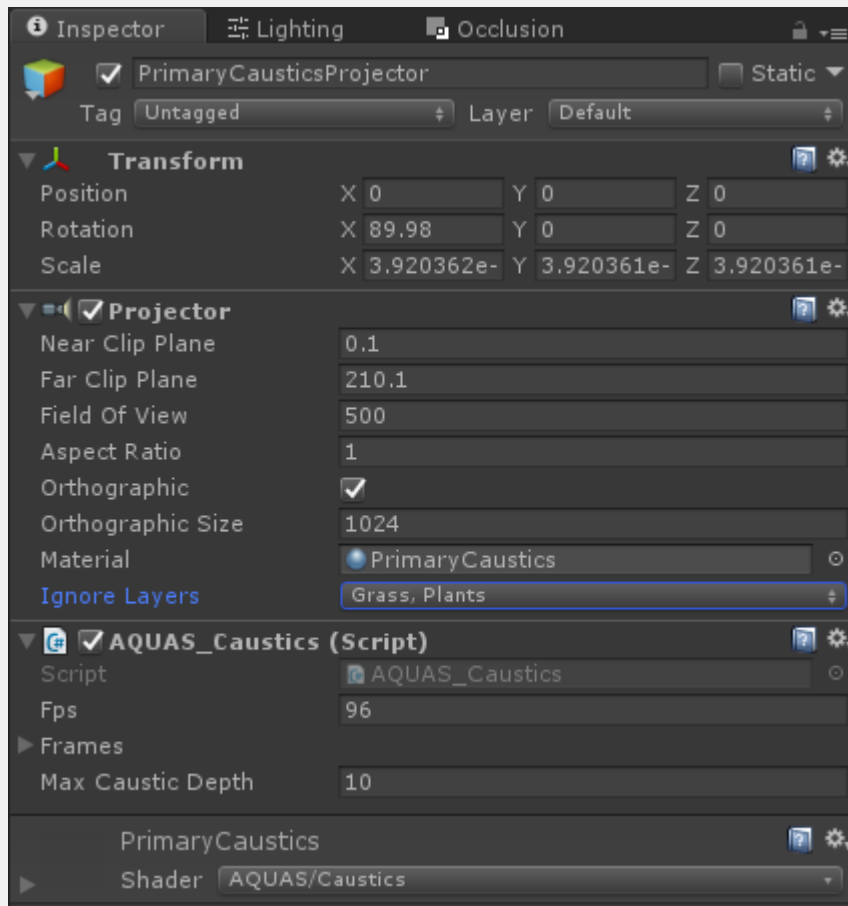 Inspector Lighting Occlusion
PrimaryCausticsProjector Static
Tag Untagged Layer Default
Transform
Position X 0 Y 0 Z 0
Rotation X 89.98 Y 0 Z 0
Scale X 3.920362e- Y 3.920361e- Z 3.920361e-
Projector
Near Clip Plane 0.1
Far Clip Plane 210.1
Field Of View 500
Aspect Ratio 1
Orthographic
Orthographic Size 1024
Material PrimaryCaustics
Ignore Layers Grass, Plants
AQUAS_Caustics (Script)
Script AQUAS_Caustics
Fps 96
Frames
Max Caustic Depth 10
PrimaryCaustics
Shader AQUAS/Caustics